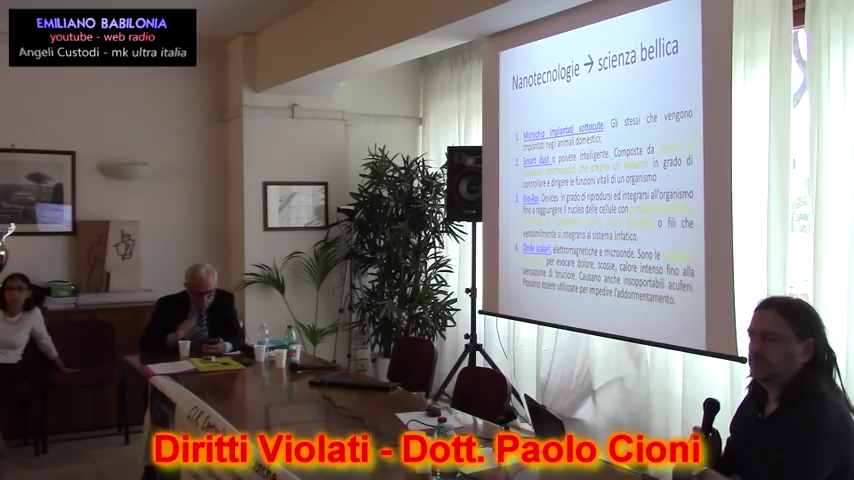 EMILIANO BABILONIA
youtube - web radio
Angeli Custodi - mk ultra italia
Nanotecnologie → scienza bellica
1. Microchip impiantati sottocute. Gli stessi che vengono
impiantati negli animali domestici;
2. Smart dust o polvere intelligente. Composta da
in grado di
controllare e dirigere le funzioni vitali di un organismo
3. Devices in grado di riprodursi ed integrarsi all'organismo
fino a raggiungere il nucleo delle cellule con
o fili che
verosimilmente si integrano al sistema linfatico.
4. Onde scalari, elettromagnetiche e microonde. Sono le
per evocare dolore, scosse, calore intenso fino alla
sensazione di bruciore. Causano anche insopportabili acufeni.
Possono essere utilizzate per impedire l'addormentamento.
Diritti Violati - Dott. Paolo Cioni